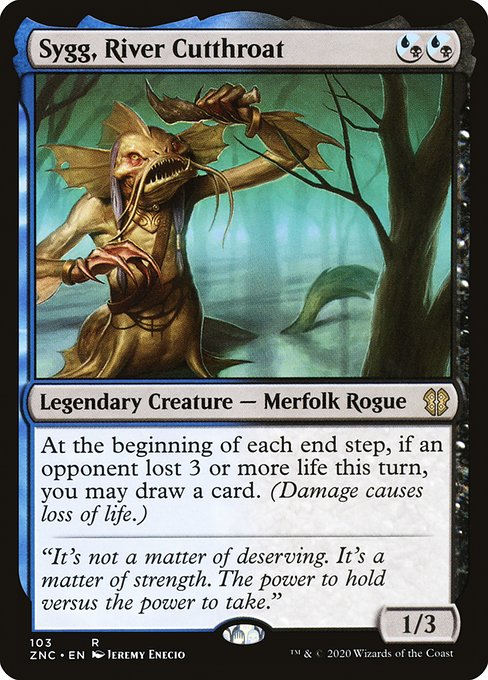 Sygg, River Cutthroat
Legendary Creature — Merfolk Rogue
At the beginning of each end step, if an
opponent lost 3 or more life this turn,
you may draw a card. (Damage causes
loss of life.)
“It’s not a matter of deserving. It’s a
matter of strength. The power to hold
versus the power to take.”
1/3
103 R
ZNC • EN Jeremy Enecio
™ & © 2020 Wizards of the Coast